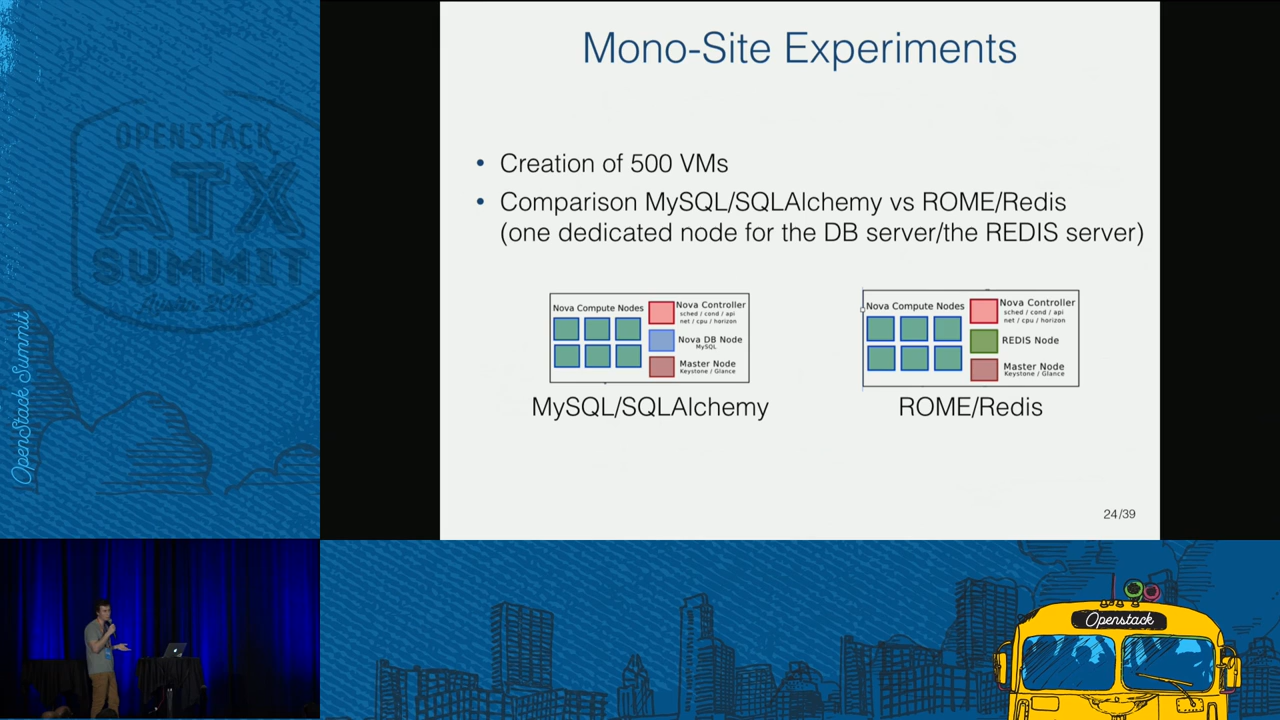 Mono-Site Experiments
• Creation of 500 VMs
• Comparison MySQL/SQLAlchemy vs ROME/Redis
(one dedicated node for the DB server/the REDIS server)
Nova Compute Nodes
Nova Controller
sched / cond / api
net / cpu / horizon
Nova DB Node
MySQL
Master Node
Keystone / Glance
MySQL/SQLAlchemy
Nova Compute Nodes
Nova Controller
sched / cond / api
net / cpu / horizon
REDIS Node
Master Node
Keystone / Glance
ROME/Redis
24/39
OPENSTACK
ATX
SUMMIT
Austin 2016
OpenStack Summit
Openstack